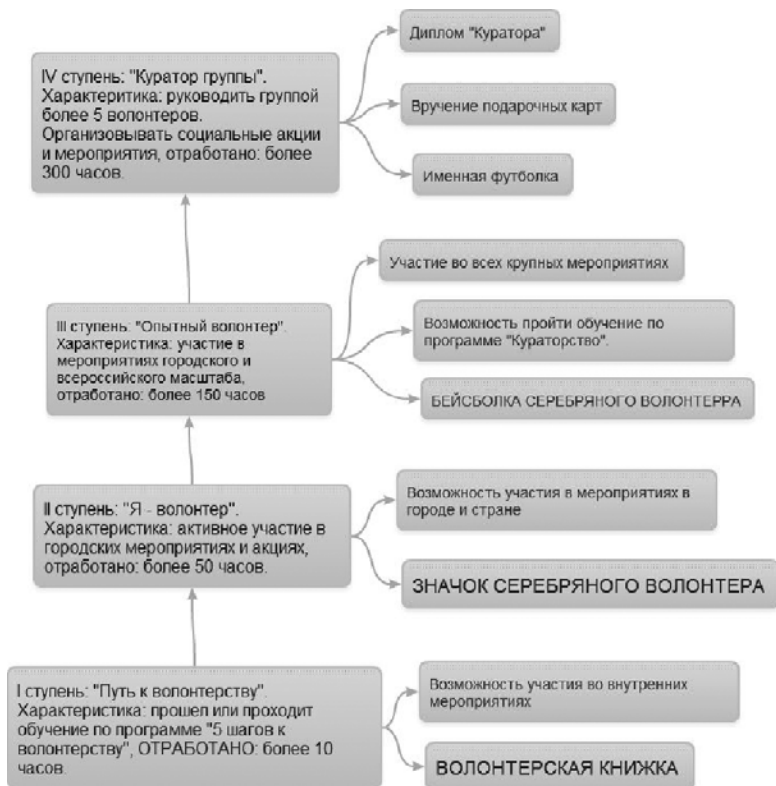 Диплом "Куратора"
IV ступень: "Куратор группы".
Характеритика: руководить группой
более 5 волонтеров.
Организовывать социальные акции
и мероприятия, отработано: более
300 часов.
Вручение подарочных карт
Именная футболка
Участие во всех крупных мероприятиях
III ступень: "Опытный волонтер".
Характеристика: участие в
мероприятиях городского и
всероссийского масштаба,
отработано: более 150 часов
Возможность пройти обучение по
программе "Кураторство".
БЕЙСБОЛКА СЕРЕБРЯНОГО ВОЛОНТЕРРА
II ступень: "Я - волонтер".
Характеристика: активное участие в
городских мероприятиях и акциях,
отработано: более 50 часов.
Возможность участия в мероприятиях в
городе и стране
ЗНАЧОК СЕРЕБРЯНОГО ВОЛОНТЕРА
I ступень: "Путь к волонтерству".
Характеристика: прошел или проходит
обучение по программе "5 шагов к
волонтерству", ОТРАБОТАНО: более 10
часов.
Возможность участия во внутренних
мероприятиях
ВОЛОНТЕРСКАЯ КНИЖКА